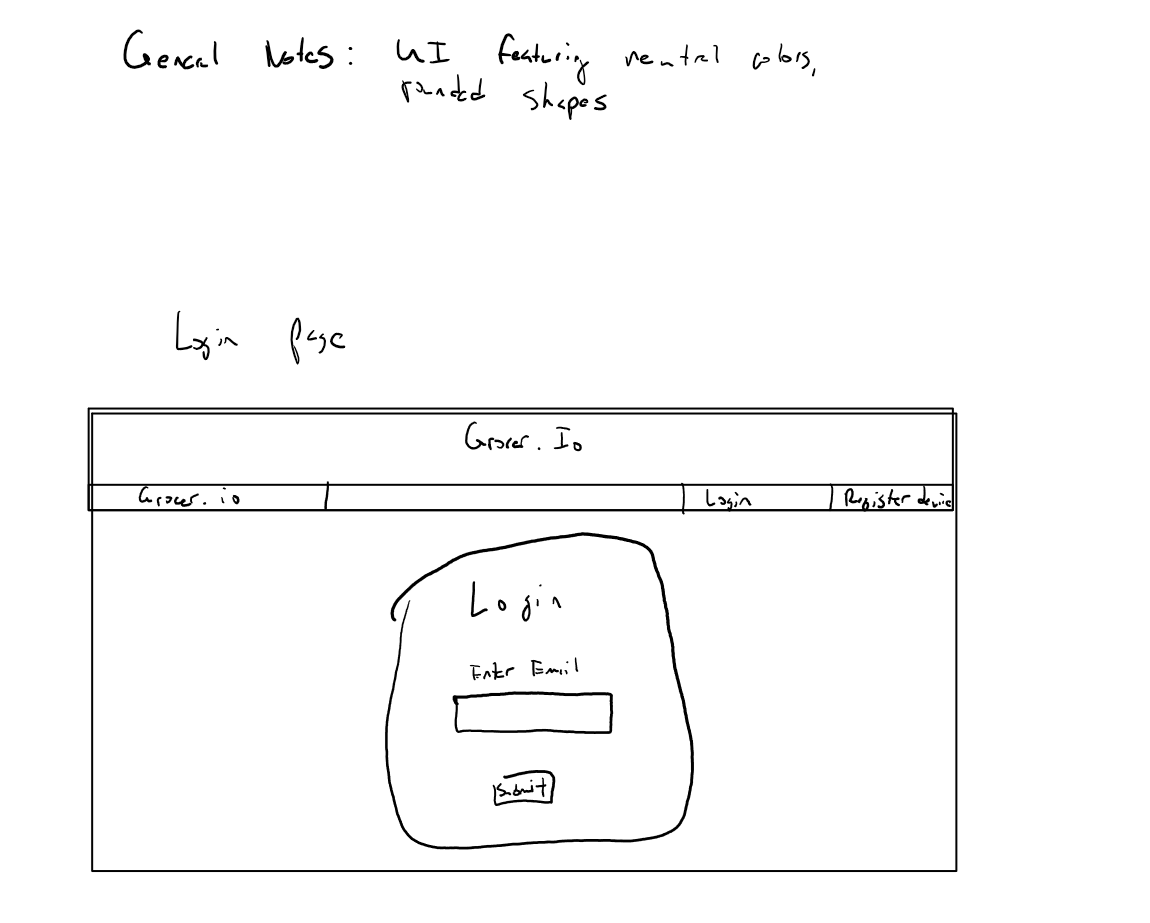 General Notes: UI featuring neutral colors,
rounded shapes
Login page
Grocer.Io
Grocer.io Login Register device
Login
Enter Email
Submit